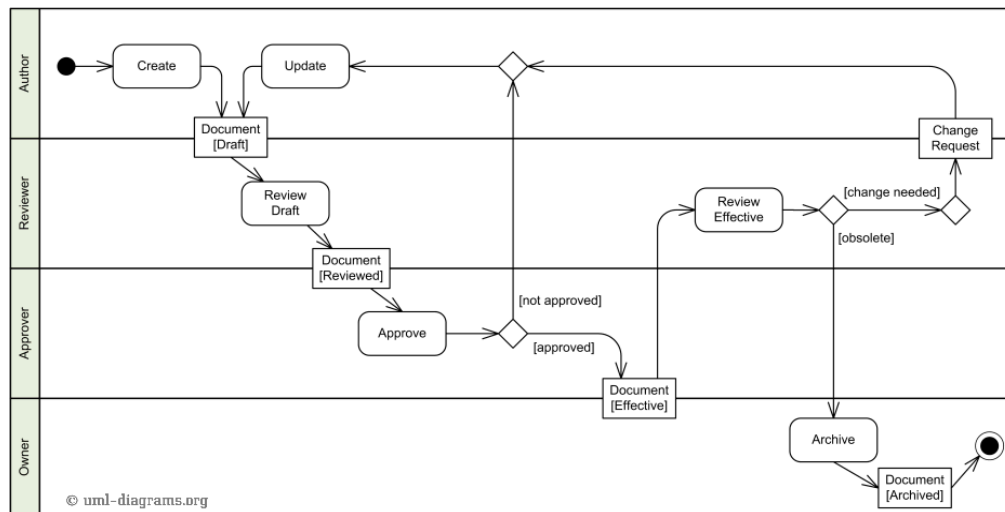 Author
Create
Update
Document
[Draft]
Change
Request
Reviewer
Review
Draft
Document
[Reviewed]
Review
Effective
[change needed]
[obsolete]
Approver
Approve
[not approved]
[approved]
Document
[Effective]
Owner
Archive
Document
[Archived]
© uml-diagrams.org